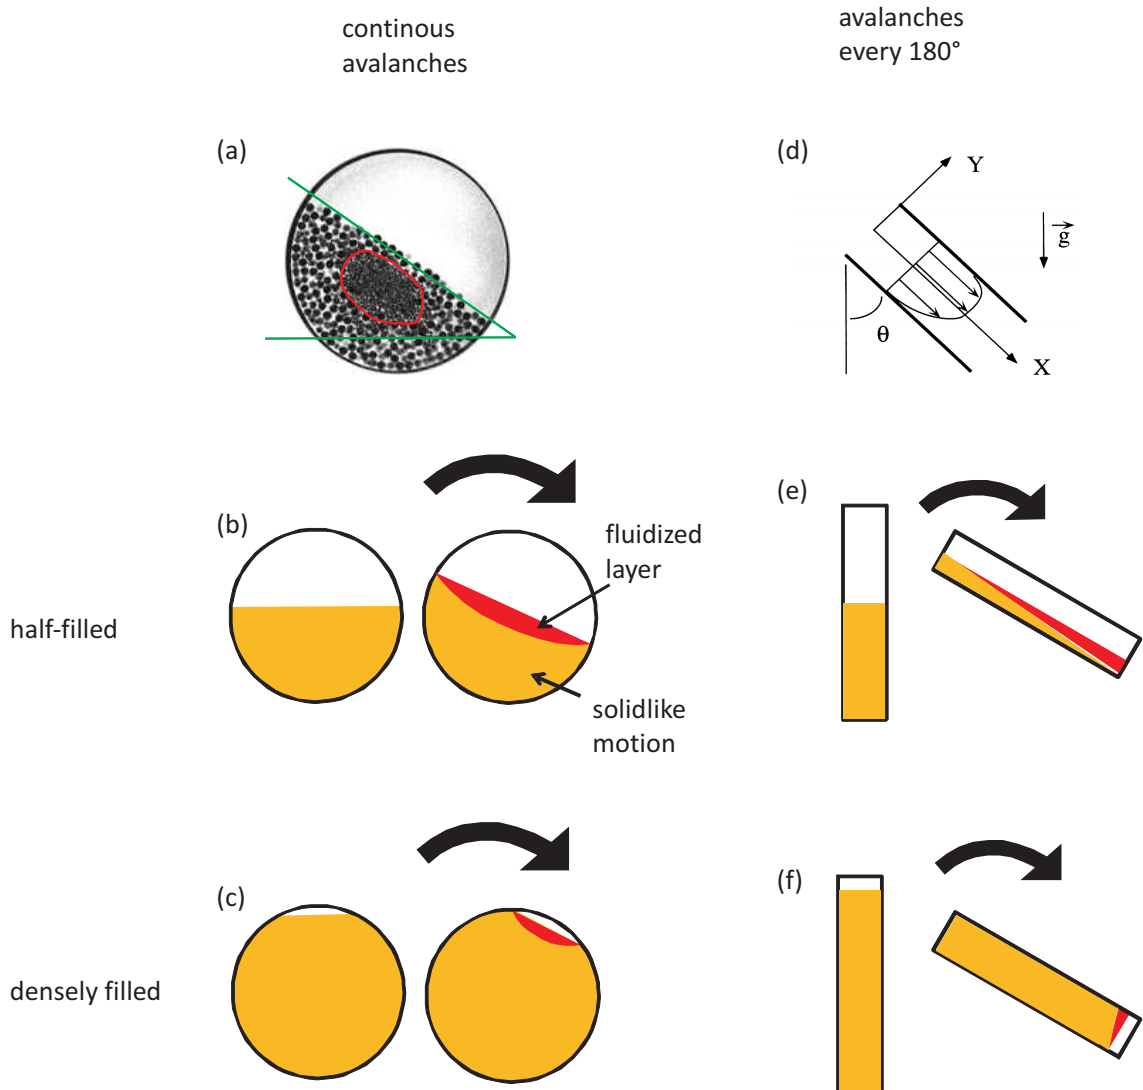 continous
avalanches
avalanches
every 180°
(a)
(d)
Y
g
θ
X
(b)
fluidized
layer
(e)
half-filled
solidlike
motion
(c)
(f)
densely filled